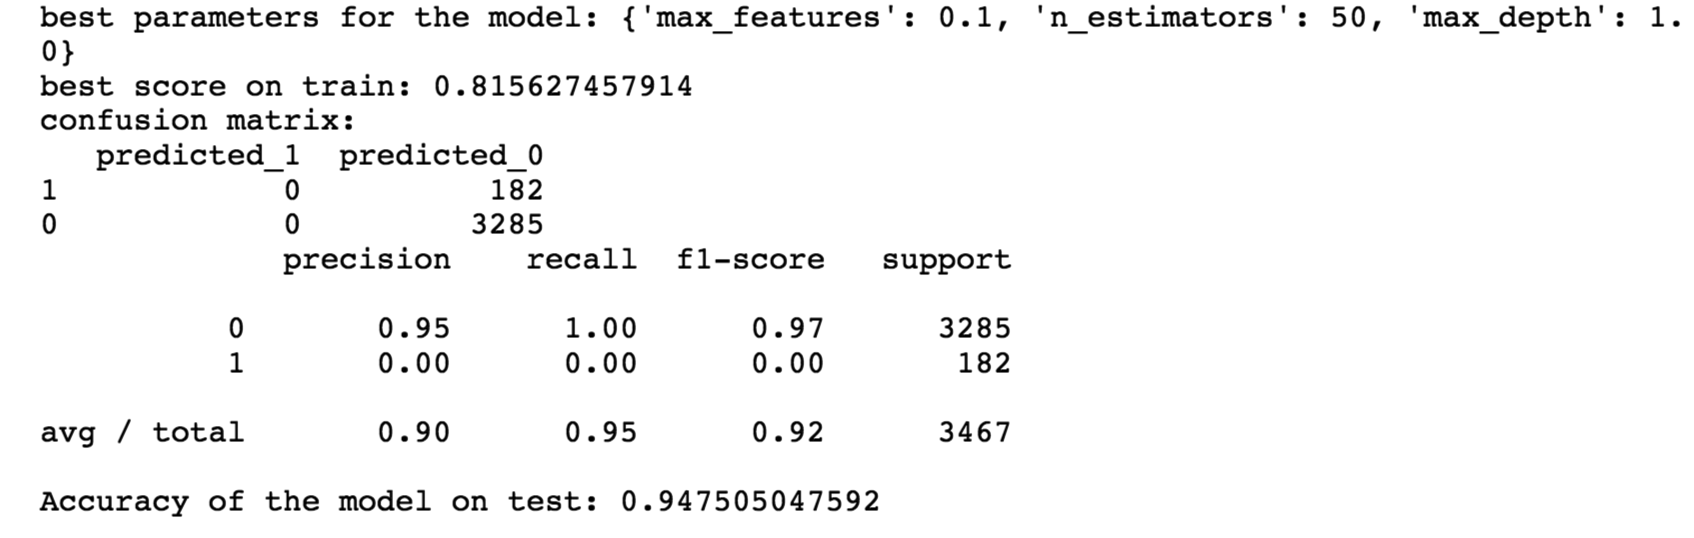 best parameters for the model: {'max_features': 0.1, 'n_estimators': 50, 'max_depth': 1.
0}
best score on train: 0.815627457914
confusion matrix:
   predicted_1  predicted_0
1            0          182
0            0         3285
             precision    recall  f1-score   support

          0       0.95      1.00      0.97      3285
          1       0.00      0.00      0.00       182

avg / total       0.90      0.95      0.92      3467

Accuracy of the model on test: 0.947505047592